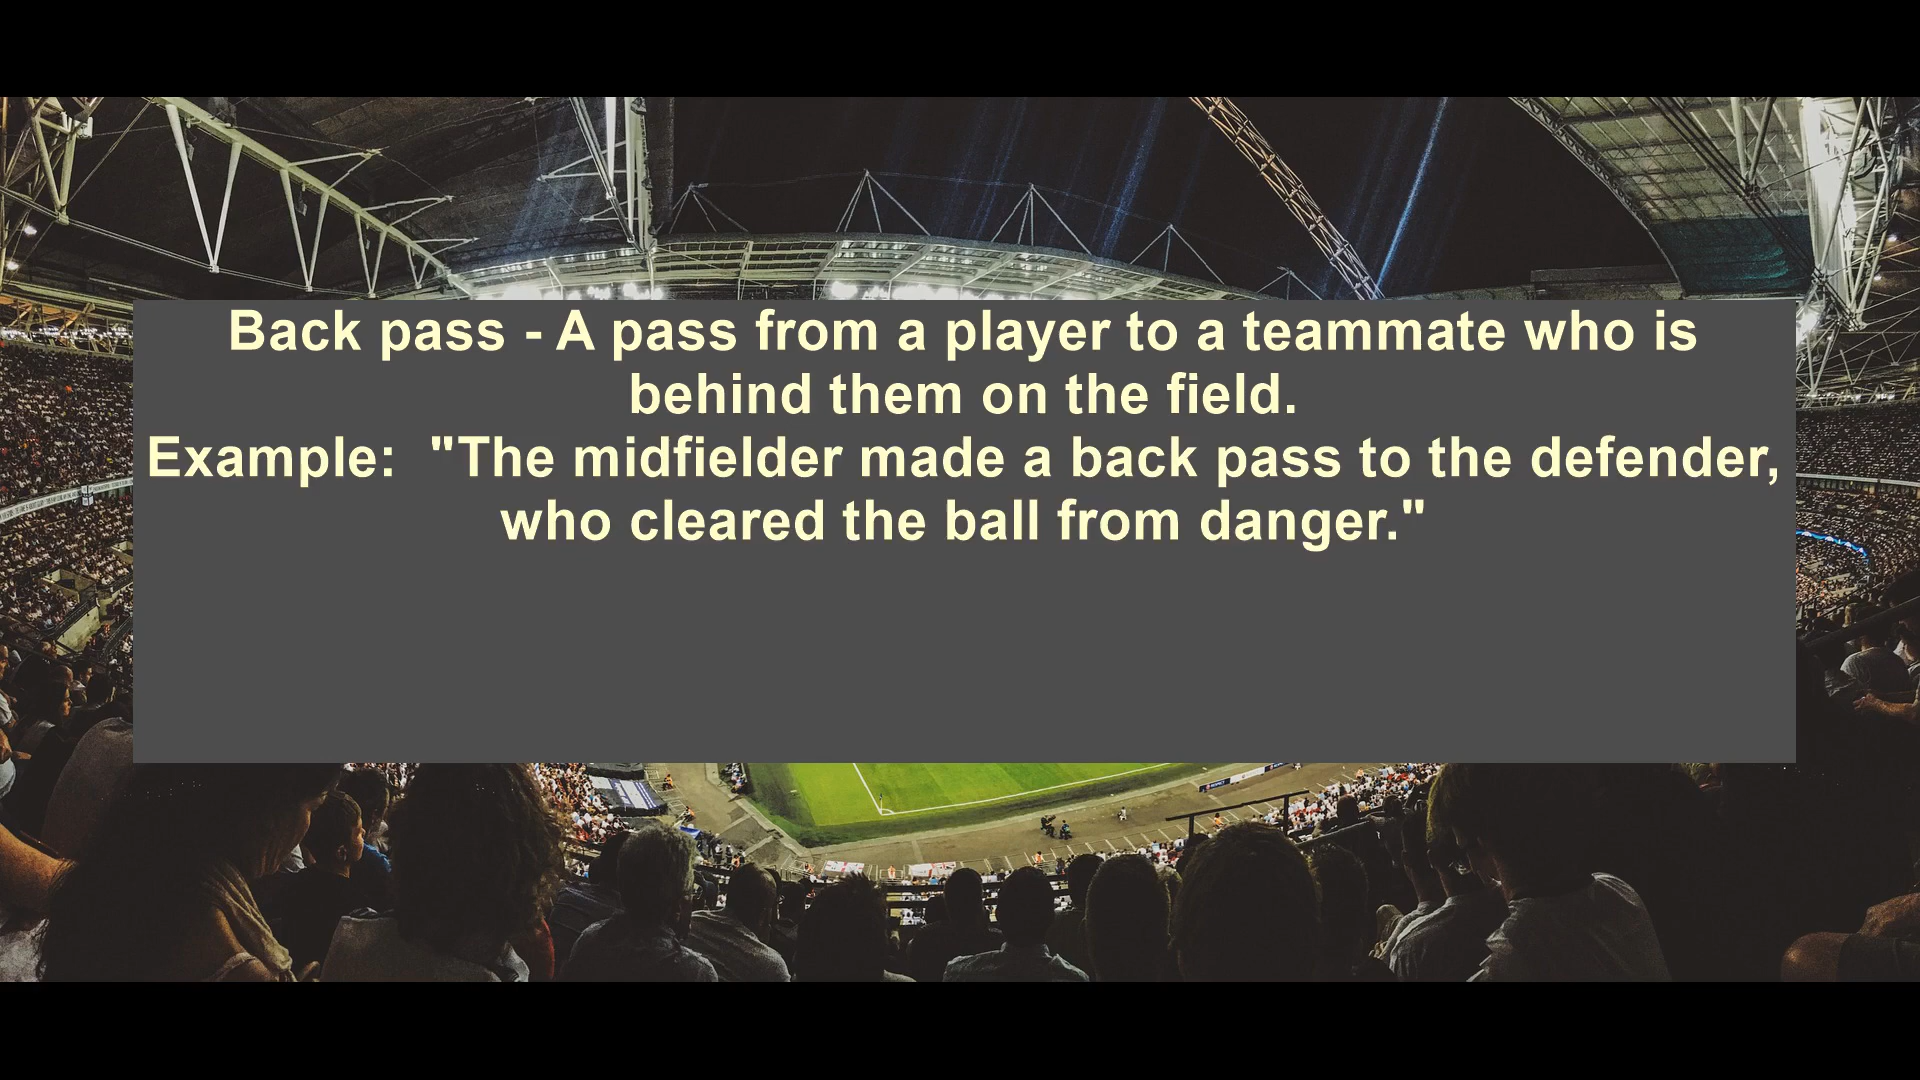 Back pass - A pass from a player to a teammate who is
behind them on the field.
Example:  "The midfielder made a back pass to the defender,
who cleared the ball from danger."